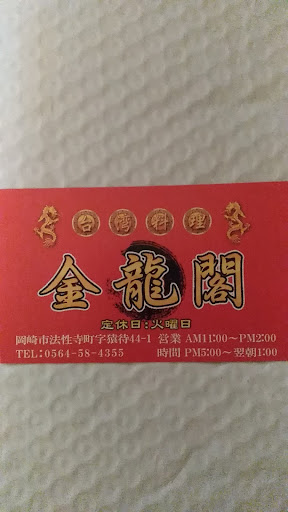 台湾料理
金龍閣
定休日:火曜日
岡崎市法性寺町字猿待44-1 営業 AM11:00～PM2:00
TEL:0564-58-4355 時間 PM5:00～翌朝1:00